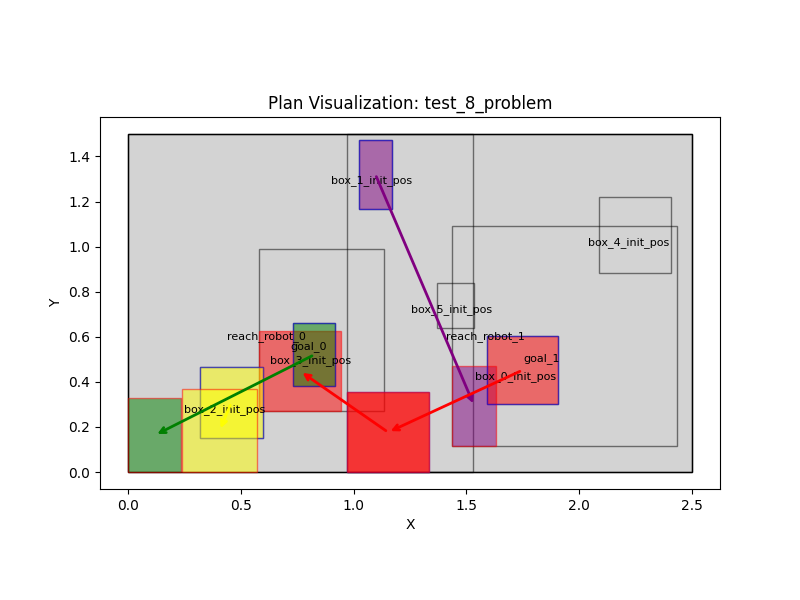 Plan Visualization: test_8_problem
1.4
1.2
1.0
0.8
0.6
0.4
0.2
0.0
Y
box_1_init_pos
box_4_init_pos
box_5_init_pos
reach_robot_0
reach_robot_1
goal_0
goal_1
box_3_init_pos
box_0_init_pos
box_2_init_pos
0.0
0.5
1.0
1.5
2.0
2.5
X